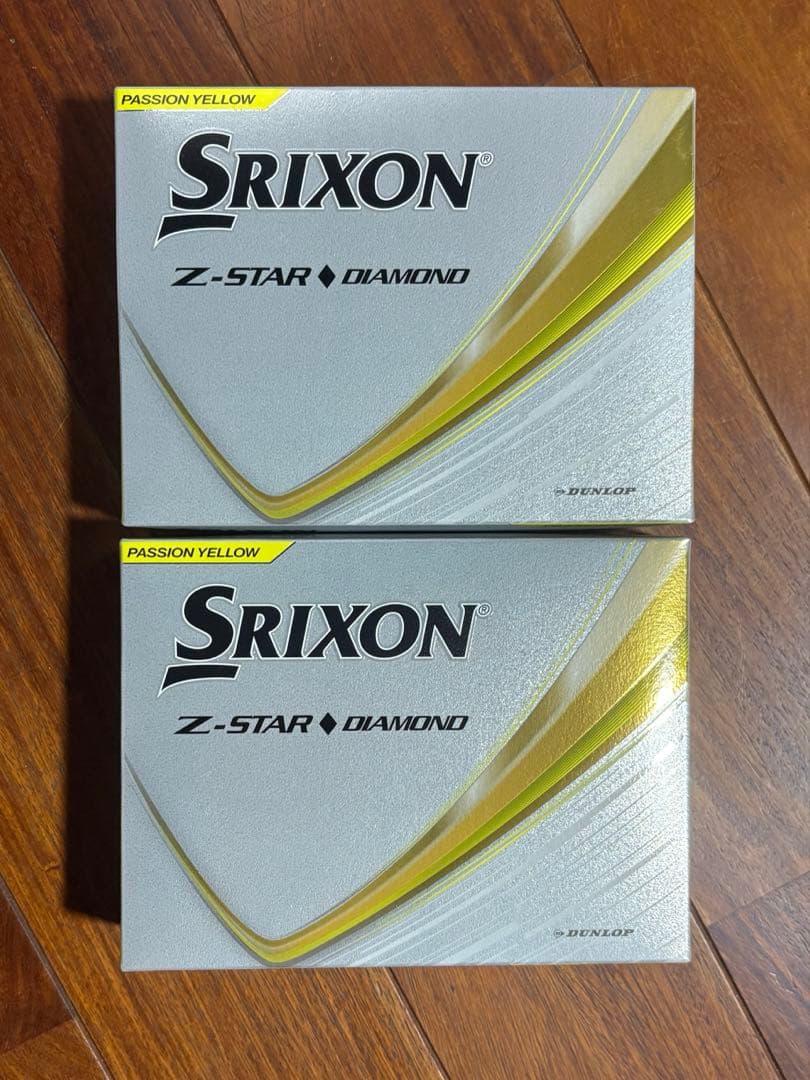 PASSION YELLOW
SRIXON®
Z-STAR♦DIAMOND
DUNLOP
PASSION YELLOW
SRIXON®
Z-STAR♦DIAMOND
DUNLOP